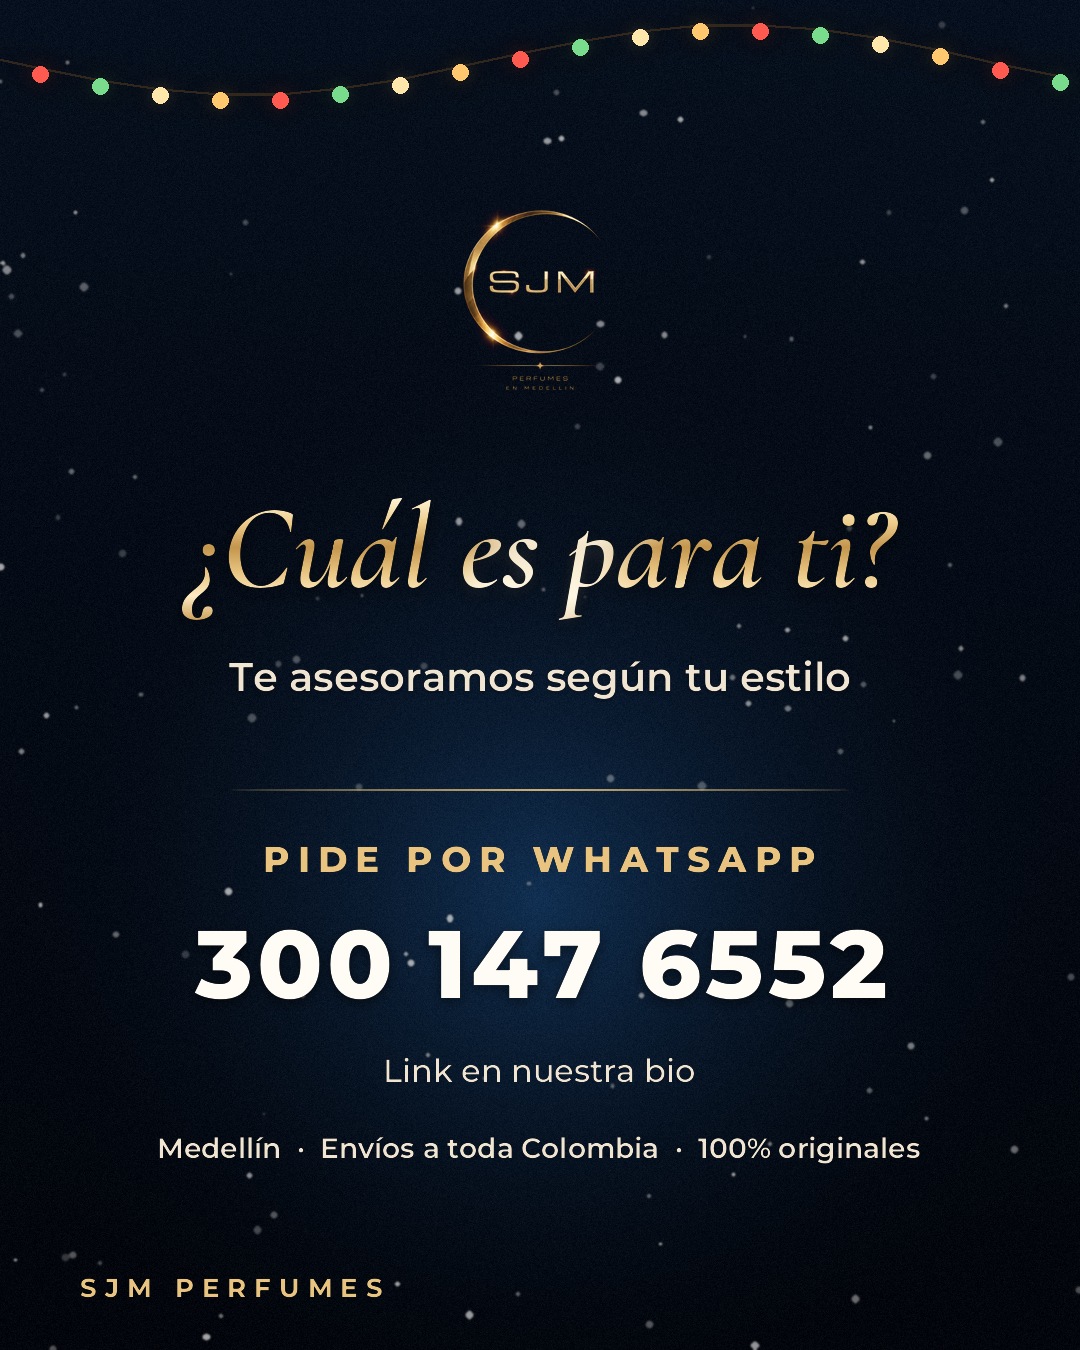 SJM
PERFUMES
EN MEDELLIN
¿Cuál es para ti?
Te asesoramos según tu estilo
PIDE POR WHATSAPP
300 147 6552
Link en nuestra bio
Medellín · Envíos a toda Colombia · 100% originales
SJM PERFUMES